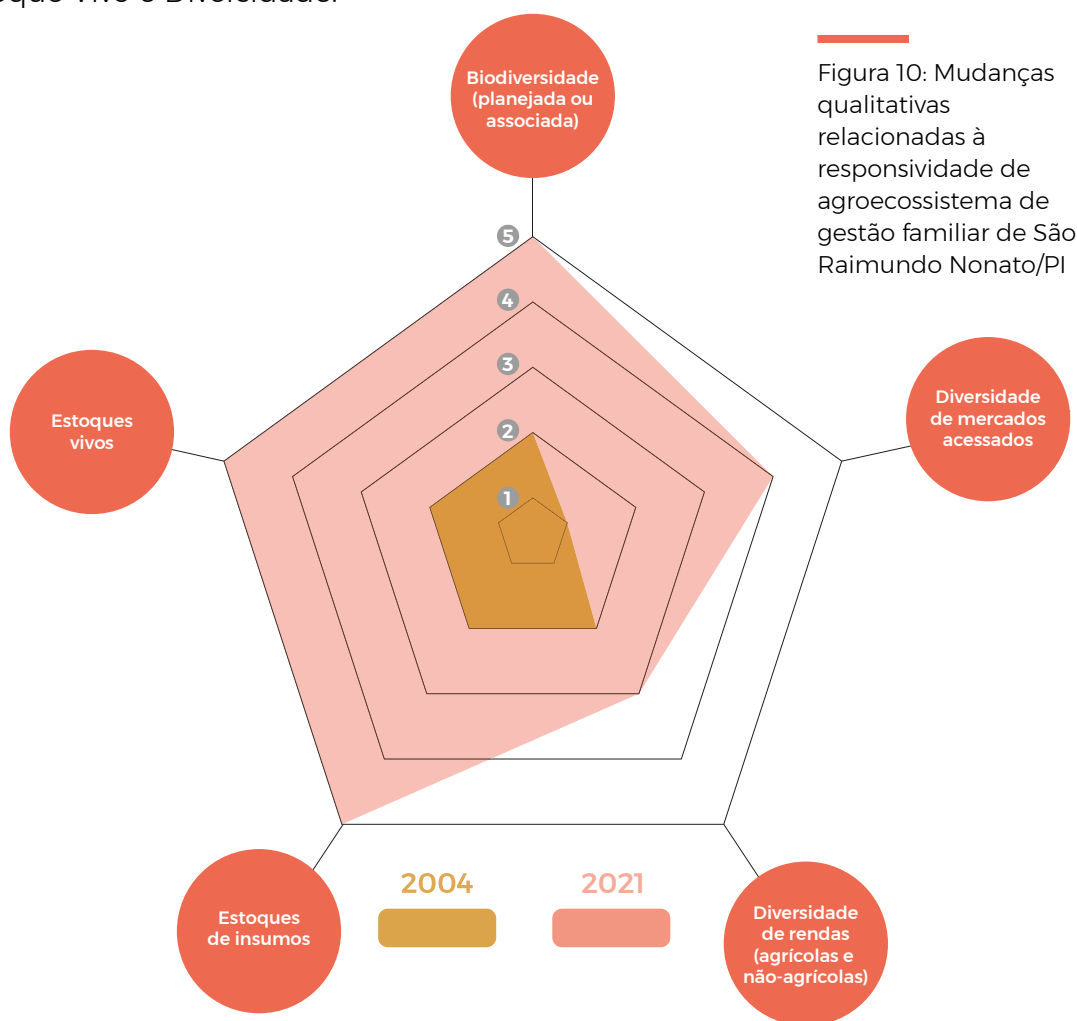 Biodiversidade
(planejada ou
associada)
Figura 10: Mudanças
qualitativas
relacionadas à
responsividade de
agroecossistema de
gestão familiar de São
Raimundo Nonato/PI
5
4
3
2
1
Diversidade
de mercados
acessados
Estoques
vivos
Estoques
de insumos
2004
2021
Diversidade
de rendas
(agrícolas e
não-agrícolas)